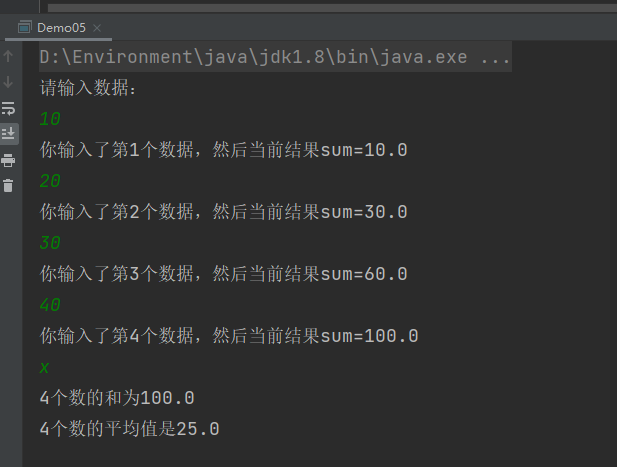 Demo05
D:\Environment\java\jdk1.8\bin\java.exe ...
请输入数据：
10
你输入了第1个数据，然后当前结果sum=10.0
20
你输入了第2个数据，然后当前结果sum=30.0
30
你输入了第3个数据，然后当前结果sum=60.0
40
你输入了第4个数据，然后当前结果sum=100.0
x
4个数的和为100.0
4个数的平均值是25.0